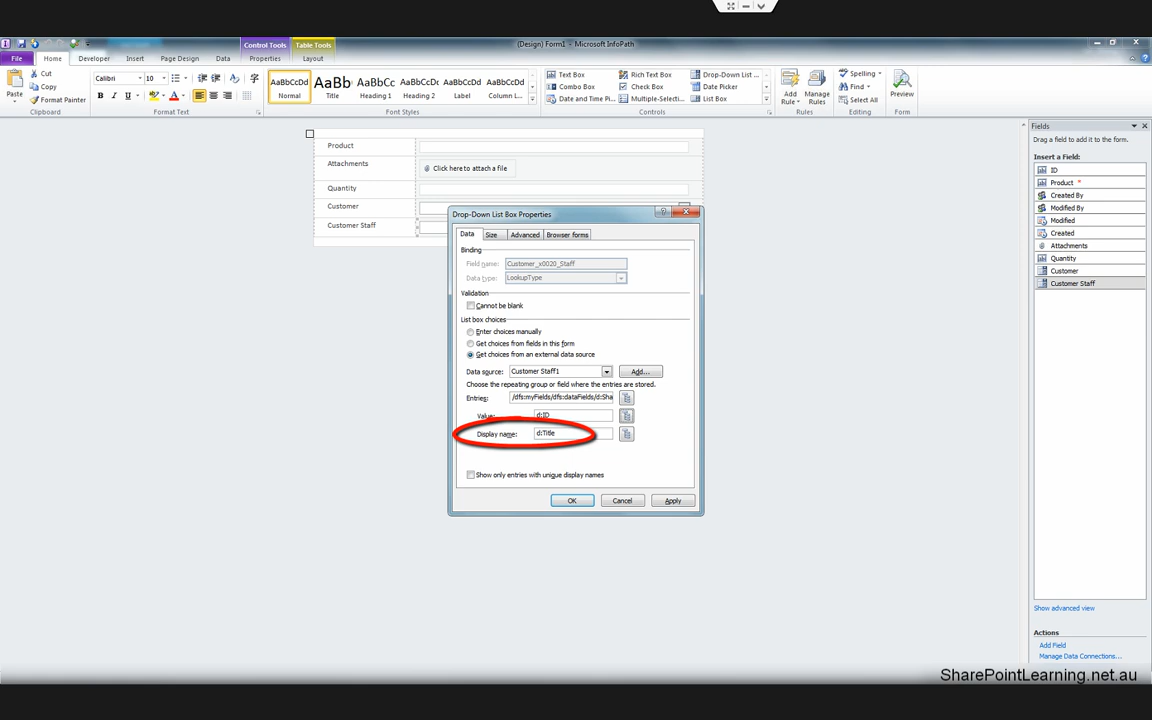 (Design) Form1 - Microsoft InfoPath
Control Tools
Table Tools
File
Home
Developer
Insert
Page Design
Data
Properties
Layout
Paste
Cut
Copy
Format Painter
Clipboard
Calibri
10
B I U
A
Format Text
AaBbCcDd
Normal
AaBb
Title
AaBbCc
Heading 1
AaBbCcDc
Heading 2
AaBbCcDd
Label
AaBbCcDd
Column L...
Font Styles
Text Box
Combo Box
Date and Time Pi...
Rich Text Box
Check Box
Multiple-Selecti...
Drop-Down List ...
Date Picker
List Box
Controls
Add
Rule
Manage
Rules
Rules
Spelling
Find
Select All
Editing
Preview
Form
Product
Attachments
Click here to attach a file
Quantity
Customer
Customer Staff
Drop-Down List Box Properties
Data
Size
Advanced
Browser forms
Binding
Field name:
Customer_x0020_Staff
Data type:
LookupType
Validation
Cannot be blank
List box choices
Enter choices manually
Get choices from fields in this form
Get choices from an external data source
Data source:
Customer Staff1
Add...
Choose the repeating group or field where the entries are stored.
Entries:
/dfs:myFields/dfs:dataFields/d:Sha
Value:
d:ID
Display name:
d:Title
Show only entries with unique display names
OK
Cancel
Apply
Fields
Drag a field to add it to the form.
Insert a Field:
ID
Product *
Created By
Modified By
Modified
Created
Attachments
Quantity
Customer
Customer Staff
Show advanced view
Actions
Add Field
Manage Data Connections...
SharePointLearning.net.au